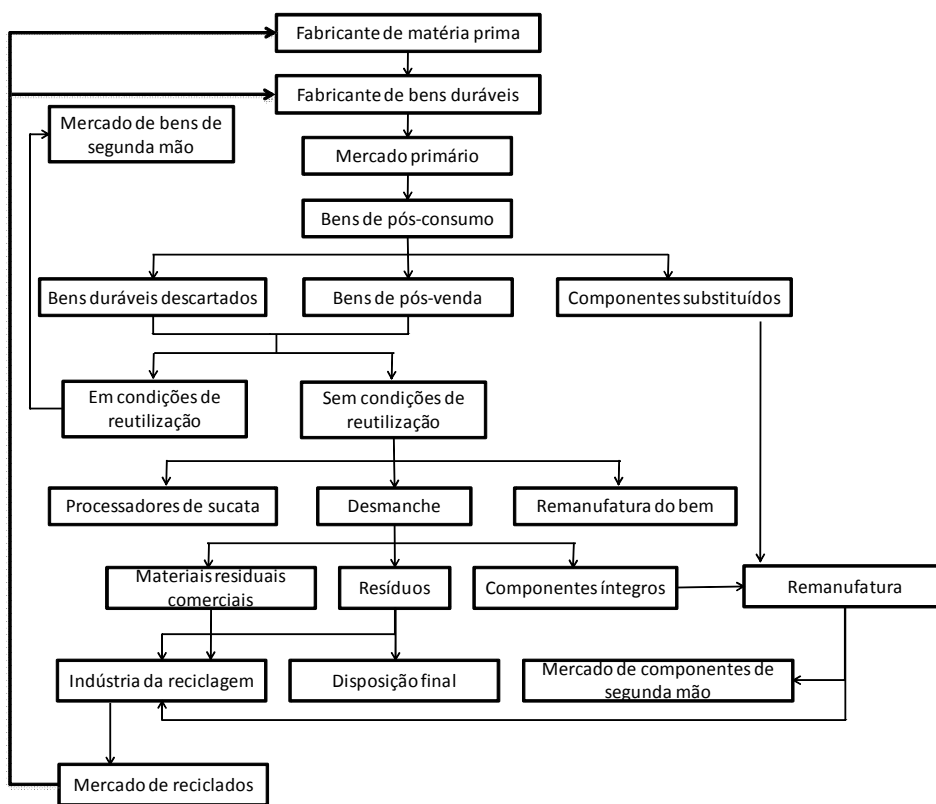 Fabricante de matéria prima
Fabricante de bens duráveis
Mercado de bens de
segunda mão
Mercado primário
Bens de pós-consumo
Bens duráveis descartados
Bens de pós-venda
Componentes substituídos
Em condições de
reutilização
Sem condições de
reutilização
Processadores de sucata
Desmanche
Remanufatura do bem
Materiais residuais
comerciais
Resíduos
Componentes íntegros
Remanufatura
Indústria da reciclagem
Disposição final
Mercado de componentes de
segunda mão
Mercado de reciclados